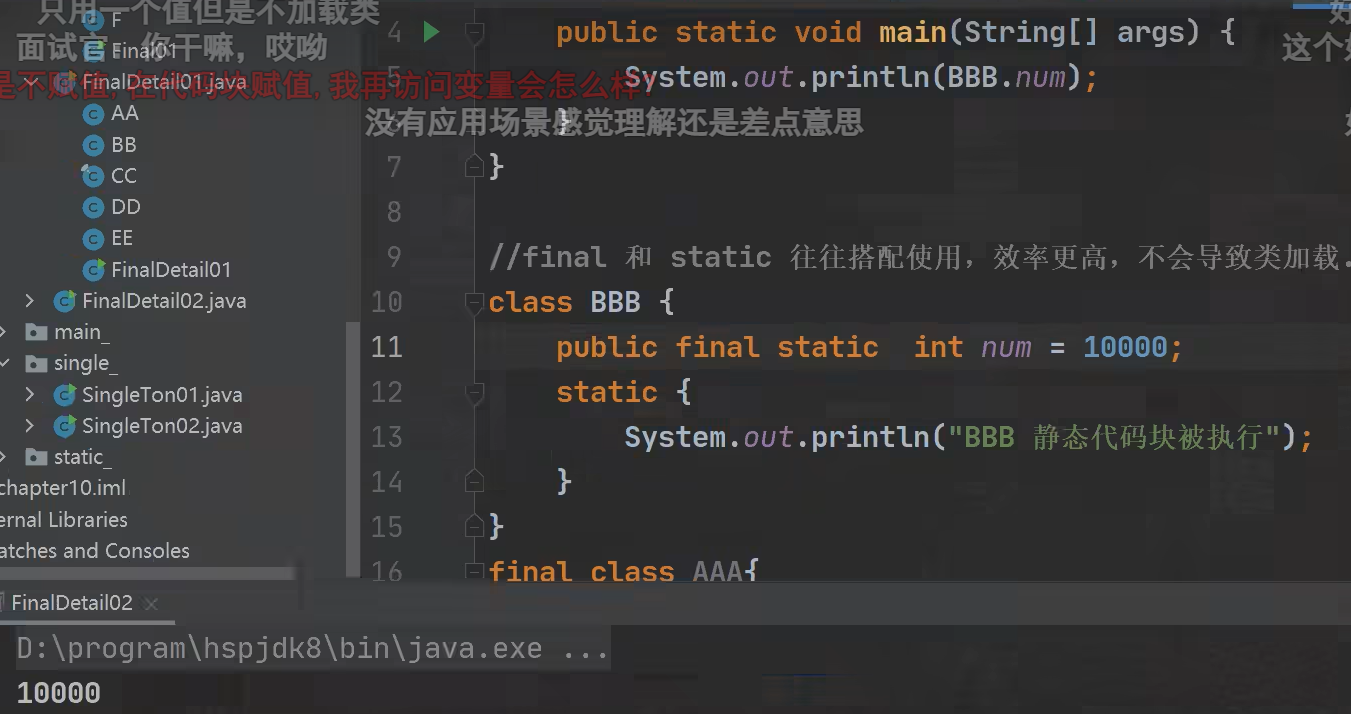 只用一个值但是不加载类
面试官：你干嘛，哎呦
是不赋值,在代码块赋值,我再访问变量会怎么样?
没有应用场景感觉理解还是差点意思
这个
F
Final01
FinalDetail01.java
AA
BB
CC
DD
EE
FinalDetail01
FinalDetail02.java
main_
single_
SingleTon01.java
SingleTon02.java
static_
chapter10.iml
ernal Libraries
atches and Consoles
4 public static void main(String[] args) {
5 System.out.println(BBB.num);
6 }
7 }
8
9 //final 和 static 往往搭配使用，效率更高，不会导致类加载.
10 class BBB {
11 public final static  int num = 10000;
12 static {
13 System.out.println("BBB 静态代码块被执行");
14 }
15 }
16 final class AAA{
FinalDetail02 ×
D:\program\hspjdk8\bin\java.exe ...
10000